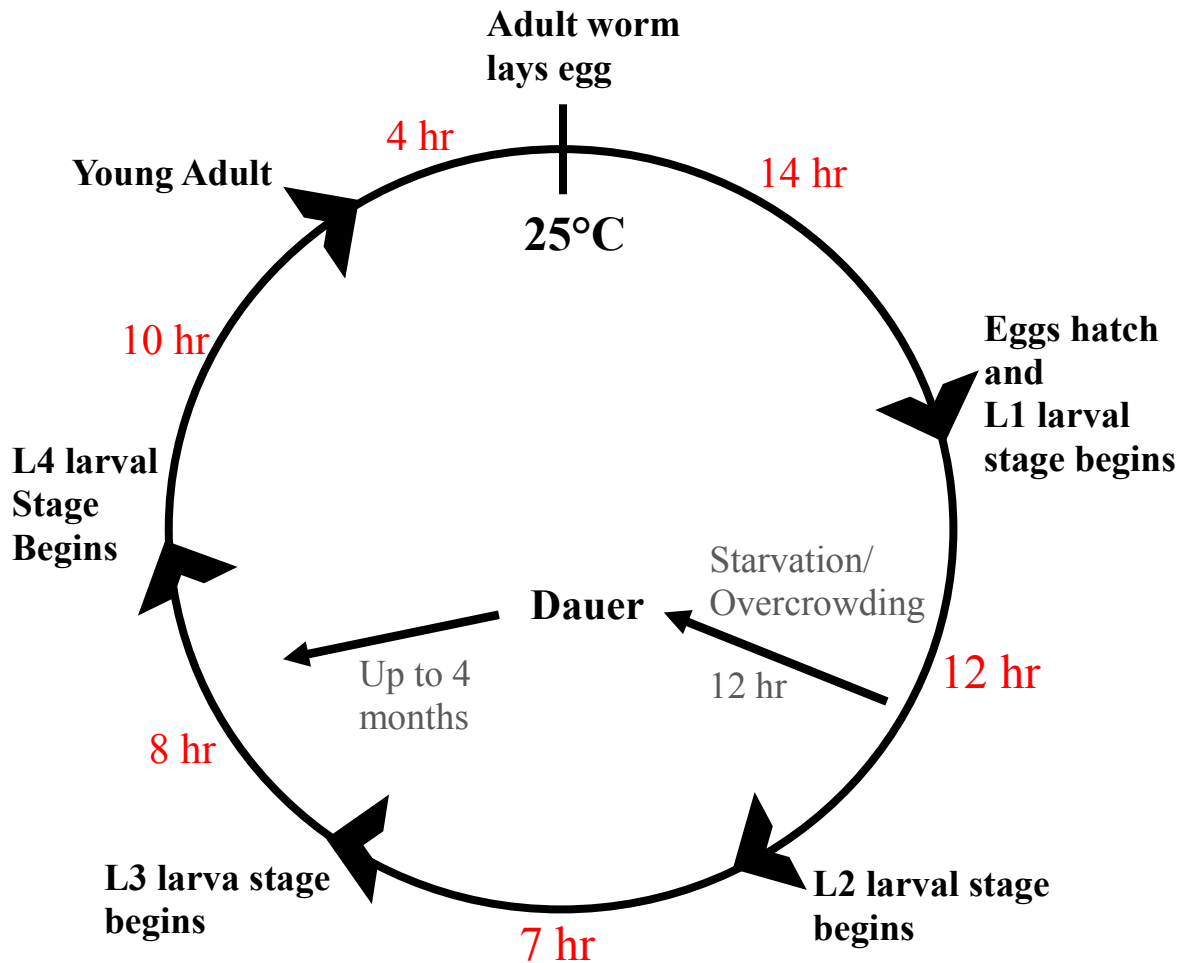 Adult worm
lays egg
4 hr
14 hr
Young Adult
25°C
10 hr
Eggs hatch
and
L1 larval
stage begins
L4 larval
Stage
Begins
Starvation/
Overcrowding
Dauer
12 hr
12 hr
Up to 4
months
8 hr
L3 larva stage
begins
L2 larval stage
begins
7 hr